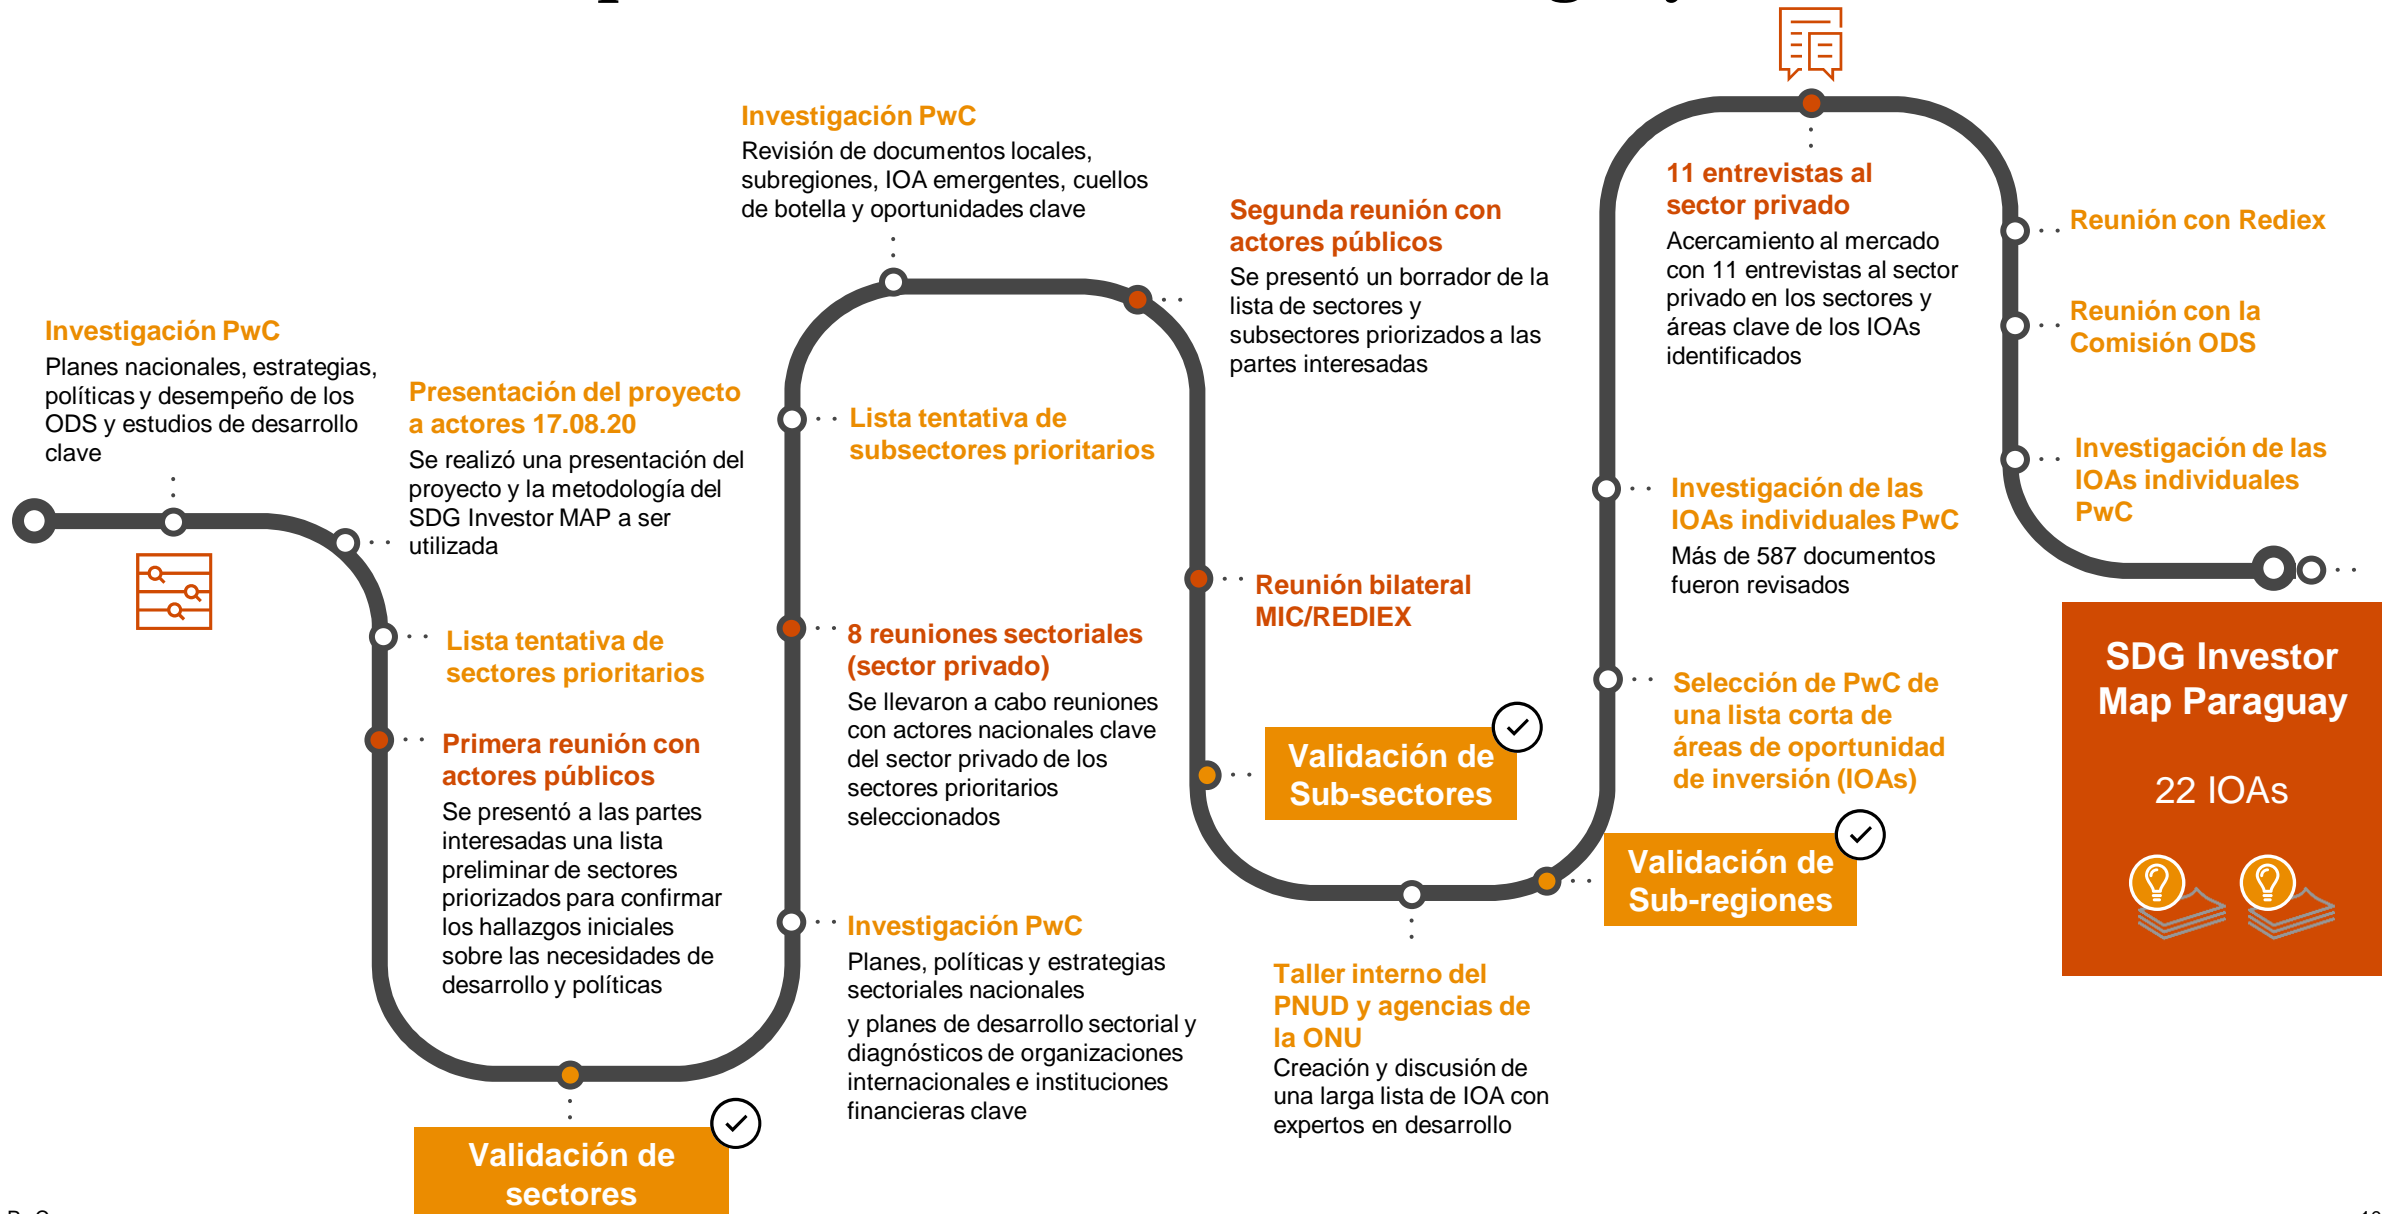 Investigación PwC
Planes nacionales, estrategias,
políticas y desempeño de los
ODS y estudios de desarrollo
clave
Presentación del proyecto
a actores 17.08.20
Se realizó una presentación del
proyecto y la metodología del
SDG Investor MAP a ser
utilizada
Lista tentativa de
sectores prioritarios
Primera reunión con
actores públicos
Se presentó a las partes
interesadas una lista
preliminar de sectores
priorizados para confirmar
los hallazgos iniciales
sobre las necesidades de
desarrollo y políticas
Validación de
sectores
Investigación PwC
Planes, políticas y estrategias
sectoriales nacionales
y planes de desarrollo sectorial y
diagnósticos de organizaciones
internacionales e instituciones
financieras clave
8 reuniones sectoriales
(sector privado)
Se llevaron a cabo reuniones
con actores nacionales clave
del sector privado de los
sectores prioritarios
seleccionados
Lista tentativa de
subsectores prioritarios
Investigación PwC
Revisión de documentos locales,
subregiones, IOA emergentes, cuellos
de botella y oportunidades clave
Segunda reunión con
actores públicos
Se presentó un borrador de la
lista de sectores y
subsectores priorizados a las
partes interesadas
Reunión bilateral
MIC/REDIEX
Validación de
Sub-sectores
Taller interno del
PNUD y agencias de
la ONU
Creación y discusión de
una larga lista de IOA con
expertos en desarrollo
Validación de
Sub-regiones
Selección de PwC de
una lista corta de
áreas de oportunidad
de inversión (IOAs)
Investigación de las
IOAs individuales PwC
Más de 587 documentos
fueron revisados
11 entrevistas al
sector privado
Acercamiento al mercado
con 11 entrevistas al sector
privado en los sectores y
áreas clave de los IOAs
identificados
Reunión con Rediex
Reunión con la
Comisión ODS
Investigación de las
IOAs individuales
PwC
SDG Investor
Map Paraguay
22 IOAs